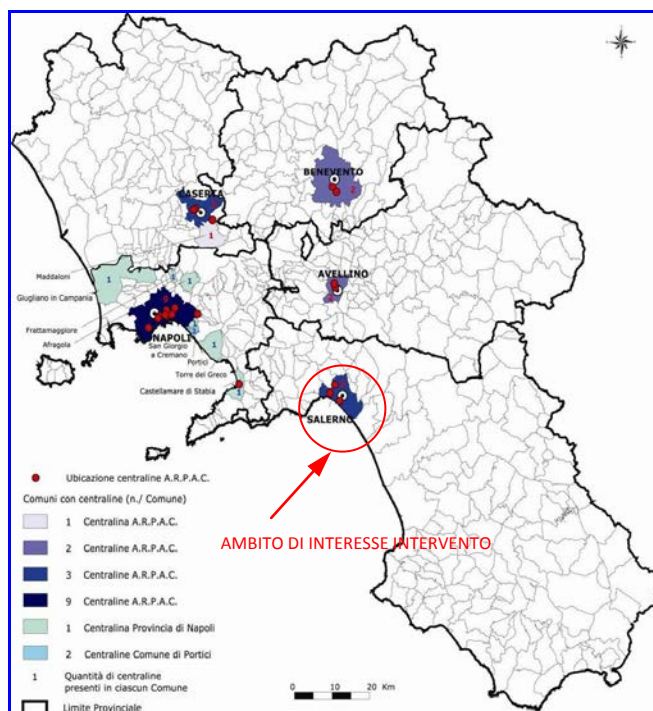 BENEVENTO
2
CASERTA
1
AVELLINO
2
Maddaloni
Giugliano in Campania
Frattamaggiore
Afragola
1
1
1
9
NAPOLI
San Giorgio
a Cremano
Portici
Torre del Greco
Castellamare di Stabia
1
1
SALERNO
AMBITO DI INTERESSE INTERVENTO
Ubicazione centraline A.R.P.A.C.
Comuni con centraline (n./ Comune)
1 Centralina A.R.P.A.C.
2 Centraline A.R.P.A.C.
3 Centraline A.R.P.A.C.
9 Centraline A.R.P.A.C.
1 Centralina Provincia di Napoli
2 Centraline Comune di Portici
1 Quantità di centraline
presenti in ciascun Comune
Limite Provinciale
0 10 20 Km